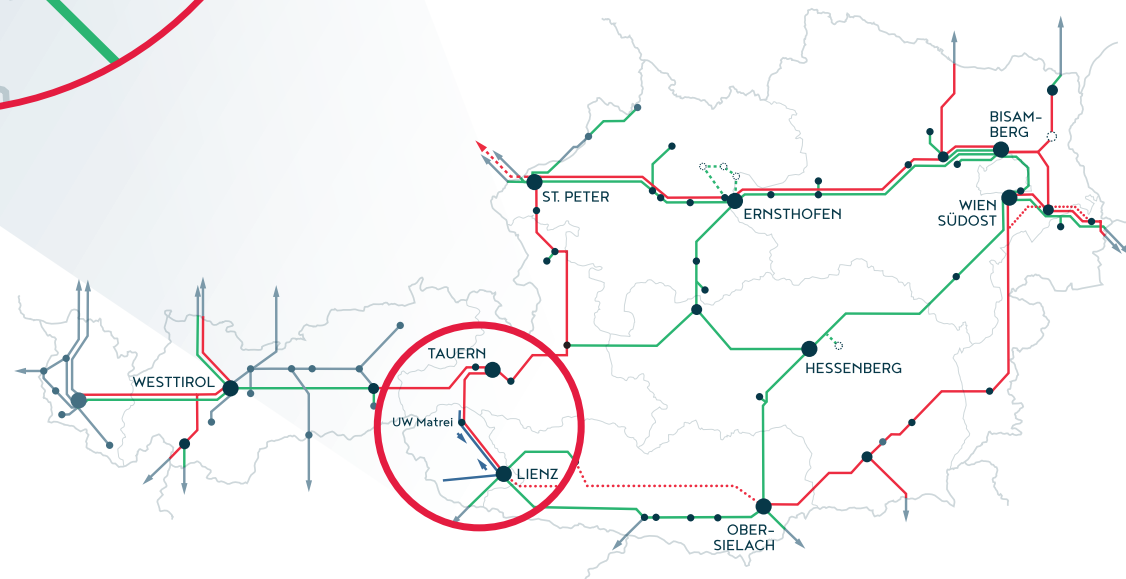 BISAM-
BERG
ST. PETER
WIEN
SÜDOST
ERNSTHOFEN
TAUERN
HESSENBERG
WESTTIROL
UW Matrei
LIENZ
OBER-
SIELACH